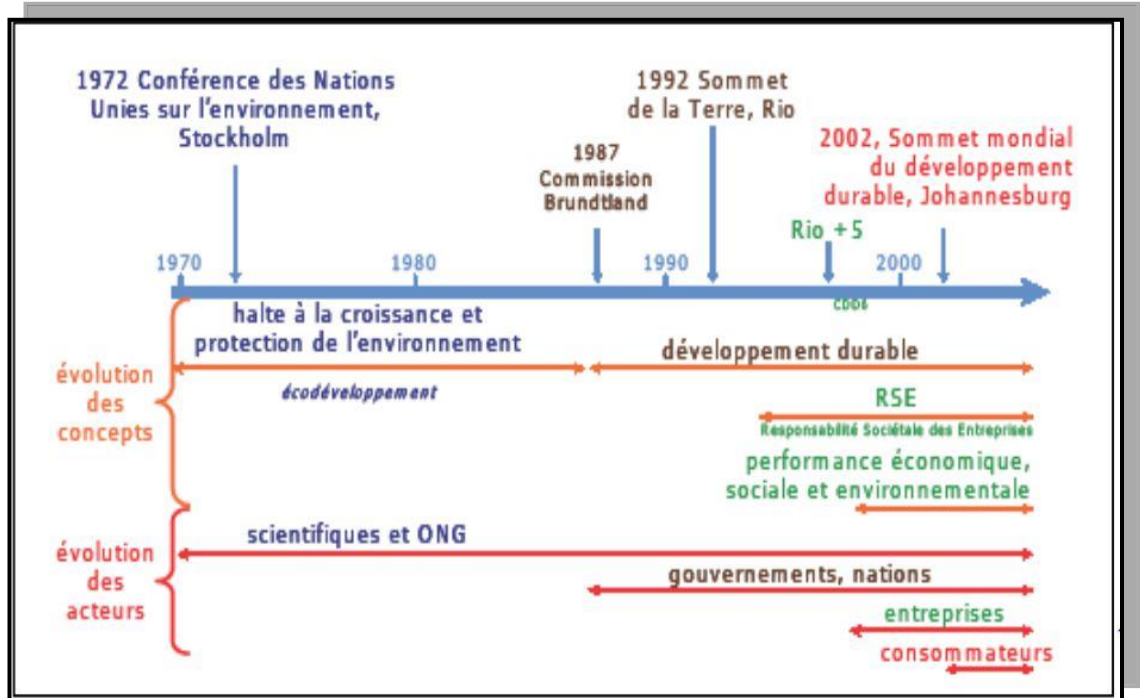 1972 Conférence des Nations
Unies sur l'environnement,
Stockholm
1987
Commission
Brundtland
1992 Sommet
de la Terre, Rio
Rio +5
2002, Sommet mondial
du développement
durable, Johannesburg
1970
1980
1990
2000
CDD6
halte à la croissance et
protection de l'environnement
écodéveloppement
développement durable
évolution
des
concepts
RSE
Responsabilité Sociétale des Entreprises
performance économique,
sociale et environnementale
scientifiques et ONG
évolution
des
acteurs
gouvernements, nations
entreprises
consommateurs